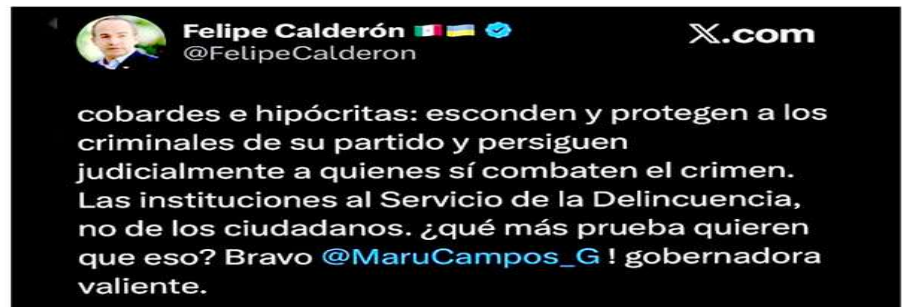 Felipe Calderón
X.com
@FelipeCalderon
cobardes e hipócritas: esconden y protegen a los
criminales de su partido y persiguen
judicialmente a quienes sí combaten el crimen.
Las instituciones al Servicio de la Delincuencia,
no de los ciudadanos. ¿qué más prueba quieren
que eso? Bravo @MaruCampos_G ! gobernadora
valiente.